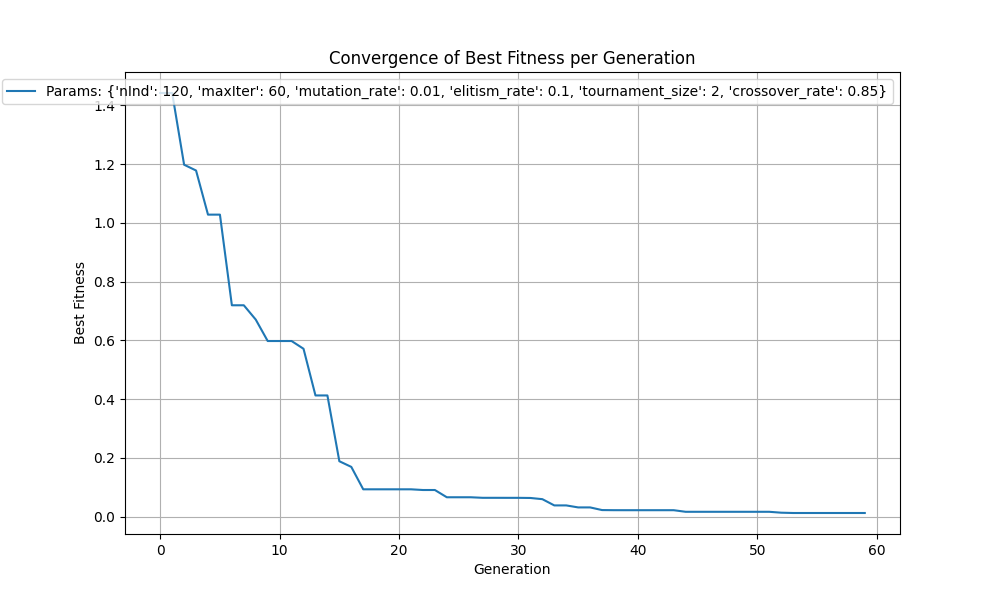 Convergence of Best Fitness per Generation
Params: {'nInd': 120, 'maxIter': 60, 'mutation_rate': 0.01, 'elitism_rate': 0.1, 'tournament_size': 2, 'crossover_rate': 0.85}
1.4
1.2
1.0
0.8
0.6
0.4
0.2
0.0
Best Fitness
0 10 20 30 40 50 60
Generation